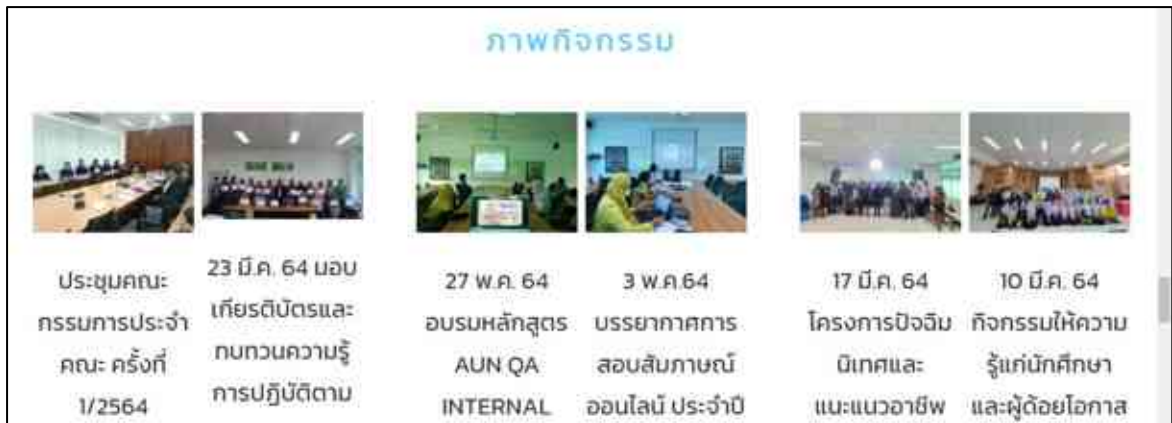 ภาพกิจกรรม
ประชุมคณะ
กรรมการประจำ
คณะ ครั้งที่
1/2564
23 มี.ค. 64 มอบ
เกียรติบัตรและ
ทบทวนความรู้
การปฏิบัติตาม
27 พ.ค. 64
อบรมหลักสูตร
AUN QA
INTERNAL
3 พ.ค.64
บรรยากาศการ
สอบสัมภาษณ์
ออนไลน์ ประจำปี
17 มี.ค. 64
โครงการปัจฉิม
นิเทศและ
แนะแนวอาชีพ
10 มี.ค. 64
กิจกรรมให้ความ
รู้แก่นักศึกษา
และผู้ด้อยโอกาส